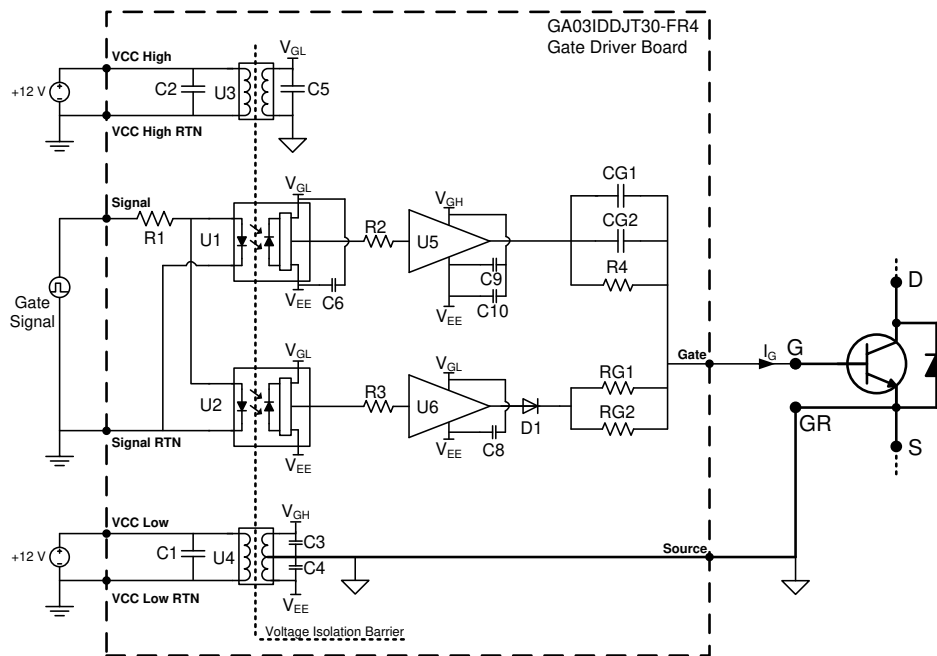 GA03IDDJT30-FR4
Gate Driver Board
VCC High
VGL
+12 V
C2
U3
C5
VCC High RTN
Signal
R1
U1
VGL
VEE
C6
R2
VGH
U5
C9
VEE
C10
CG1
CG2
R4
Gate
Signal
D
Gate
IG
G
GR
S
U2
VGL
VEE
R3
VGL
U6
VEE
C8
D1
RG1
RG2
Signal RTN
VCC Low
VGH
+12 V
C1
U4
C3
C4
VEE
Source
VCC Low RTN
Voltage Isolation Barrier